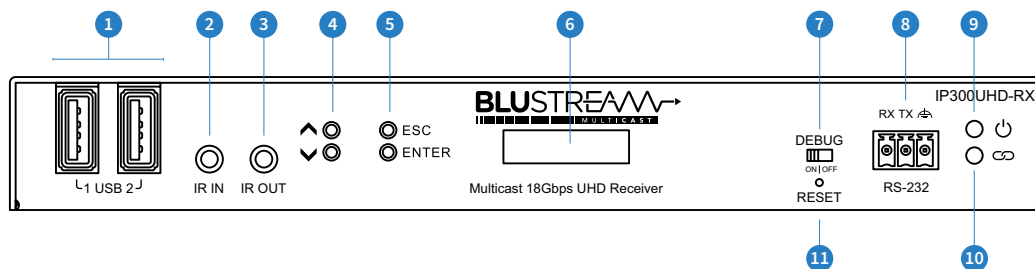 1 2 3 4 5 6 7 8 9
BLUSTREAM
MULTICAST
IP300UHD-RX
RX TX
ESC
ENTER
DEBUG
ON | OFF
1 USB 2
IR IN IR OUT
Multicast 18Gbps UHD Receiver
RESET
RS-232
11 10